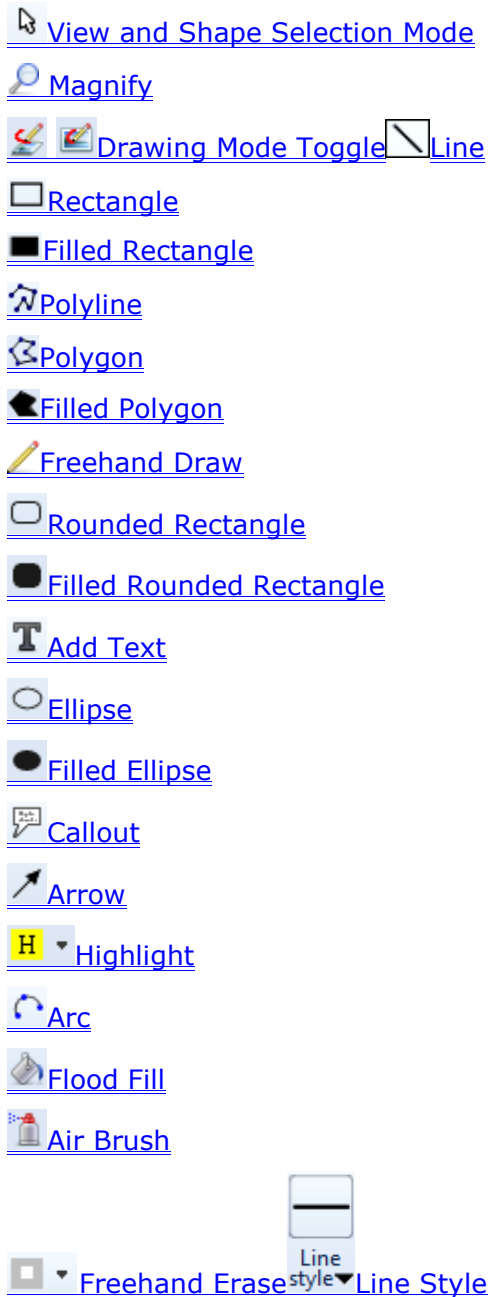 View and Shape Selection Mode
Magnify
Drawing Mode Toggle Line
Rectangle
Filled Rectangle
Polyline
Polygon
Filled Polygon
Freehand Draw
Rounded Rectangle
Filled Rounded Rectangle
T Add Text
Ellipse
Filled Ellipse
Callout
Arrow
H Highlight
Arc
Flood Fill
Air Brush
Freehand Erase Line style Line Style